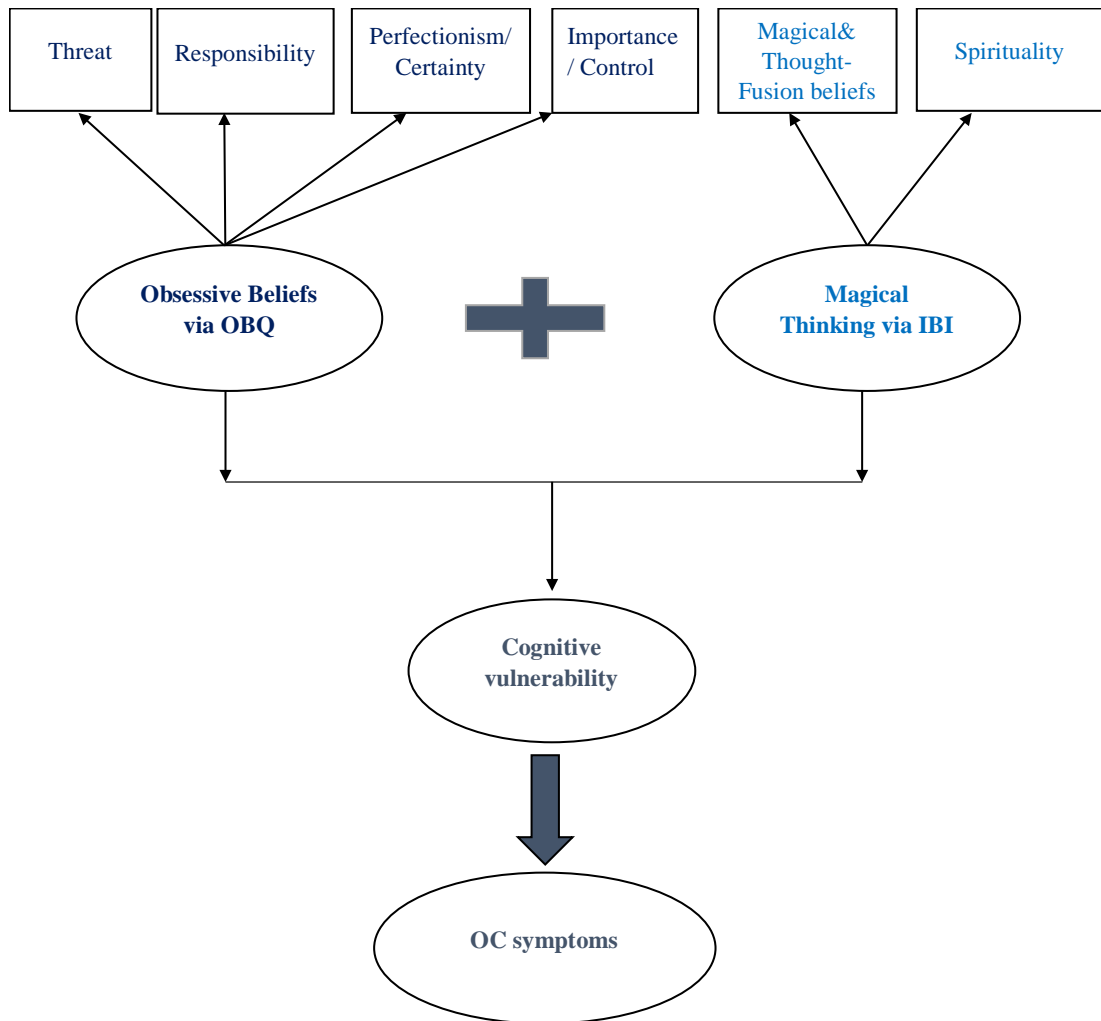 Threat
Responsibility
Perfectionism/
Certainty
Importance
/ Control
Magical&
Thought-
Fusion beliefs
Spirituality
Obsessive Beliefs
via OBQ
Magical
Thinking via IBI
Cognitive
vulnerability
OC symptoms